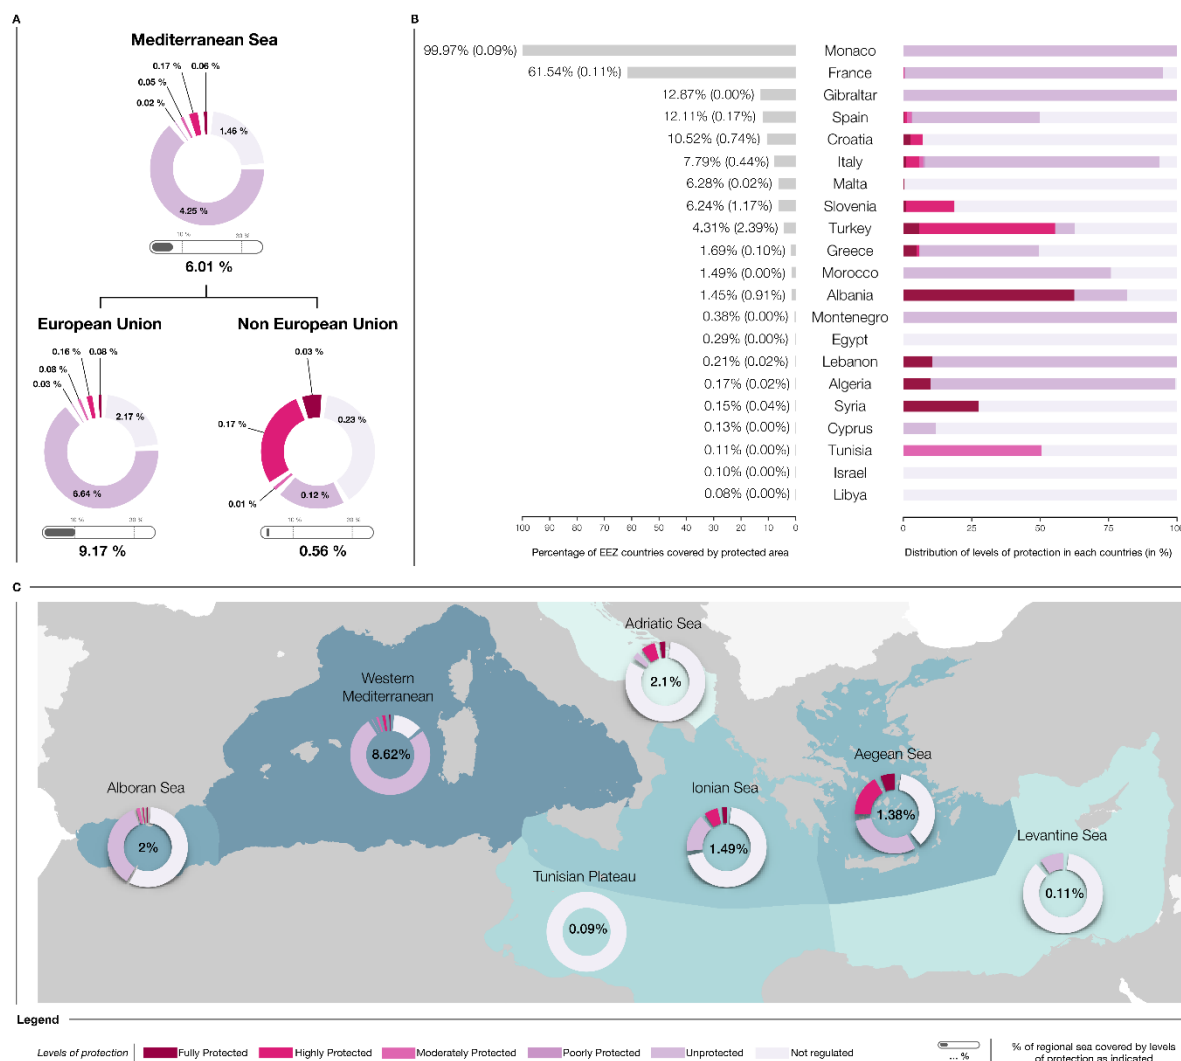 A
Mediterranean Sea
0.17 %
0.06 %
0.05 %
0.02 %
1.46 %
4.25 %
10 %
20 %
6.01 %
European Union
0.16 %
0.08 %
0.08 %
0.03 %
2.17 %
6.64 %
10 %
20 %
9.17 %
Non European Union
0.03 %
0.17 %
0.23 %
0.01 %
0.12 %
10 %
20 %
0.56 %
B
99.97% (0.09%) Monaco
61.54% (0.11%) France
12.87% (0.00%) Gibraltar
12.11% (0.17%) Spain
10.52% (0.74%) Croatia
7.79% (0.44%) Italy
6.28% (0.02%) Malta
6.24% (1.17%) Slovenia
4.31% (2.39%) Turkey
1.69% (0.10%) Greece
1.49% (0.00%) Morocco
1.45% (0.91%) Albania
0.38% (0.00%) Montenegro
0.29% (0.00%) Egypt
0.21% (0.02%) Lebanon
0.17% (0.02%) Algeria
0.15% (0.04%) Syria
0.13% (0.00%) Cyprus
0.11% (0.00%) Tunisia
0.10% (0.00%) Israel
0.08% (0.00%) Libya
100 90 80 70 60 50 40 30 20 10 0
0 25 50 75 100
Percentage of EEZ countries covered by protected area
Distribution of levels of protection in each countries (in %)
C
Adriatic Sea
2.1%
Western
Mediterranean
8.62%
Aegean Sea
1.38%
Alboran Sea
2%
Ionian Sea
1.49%
Levantine Sea
0.11%
Tunisian Plateau
0.09%
Legend
Levels of protection
Fully Protected
Highly Protected
Moderately Protected
Poorly Protected
Unprotected
Not regulated
... %
% of regional sea covered by levels
of protection as indicated